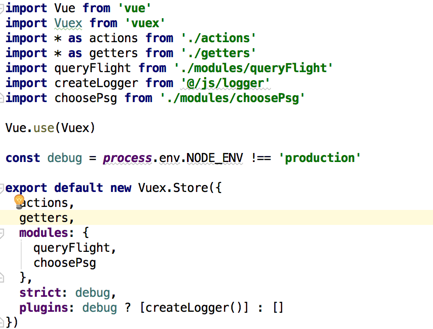 import Vue from 'vue'
import Vuex from 'vuex'
import * as actions from './actions'
import * as getters from './getters'
import queryFlight from './modules/queryFlight'
import createLogger from '@/js/logger'
import choosePsg from './modules/choosePsg'
Vue.use(Vuex)
const debug = process.env.NODE_ENV !== 'production'
export default new Vuex.Store({
actions,
getters,
modules: {
queryFlight,
choosePsg
},
strict: debug,
plugins: debug ? [createLogger()] : []
})